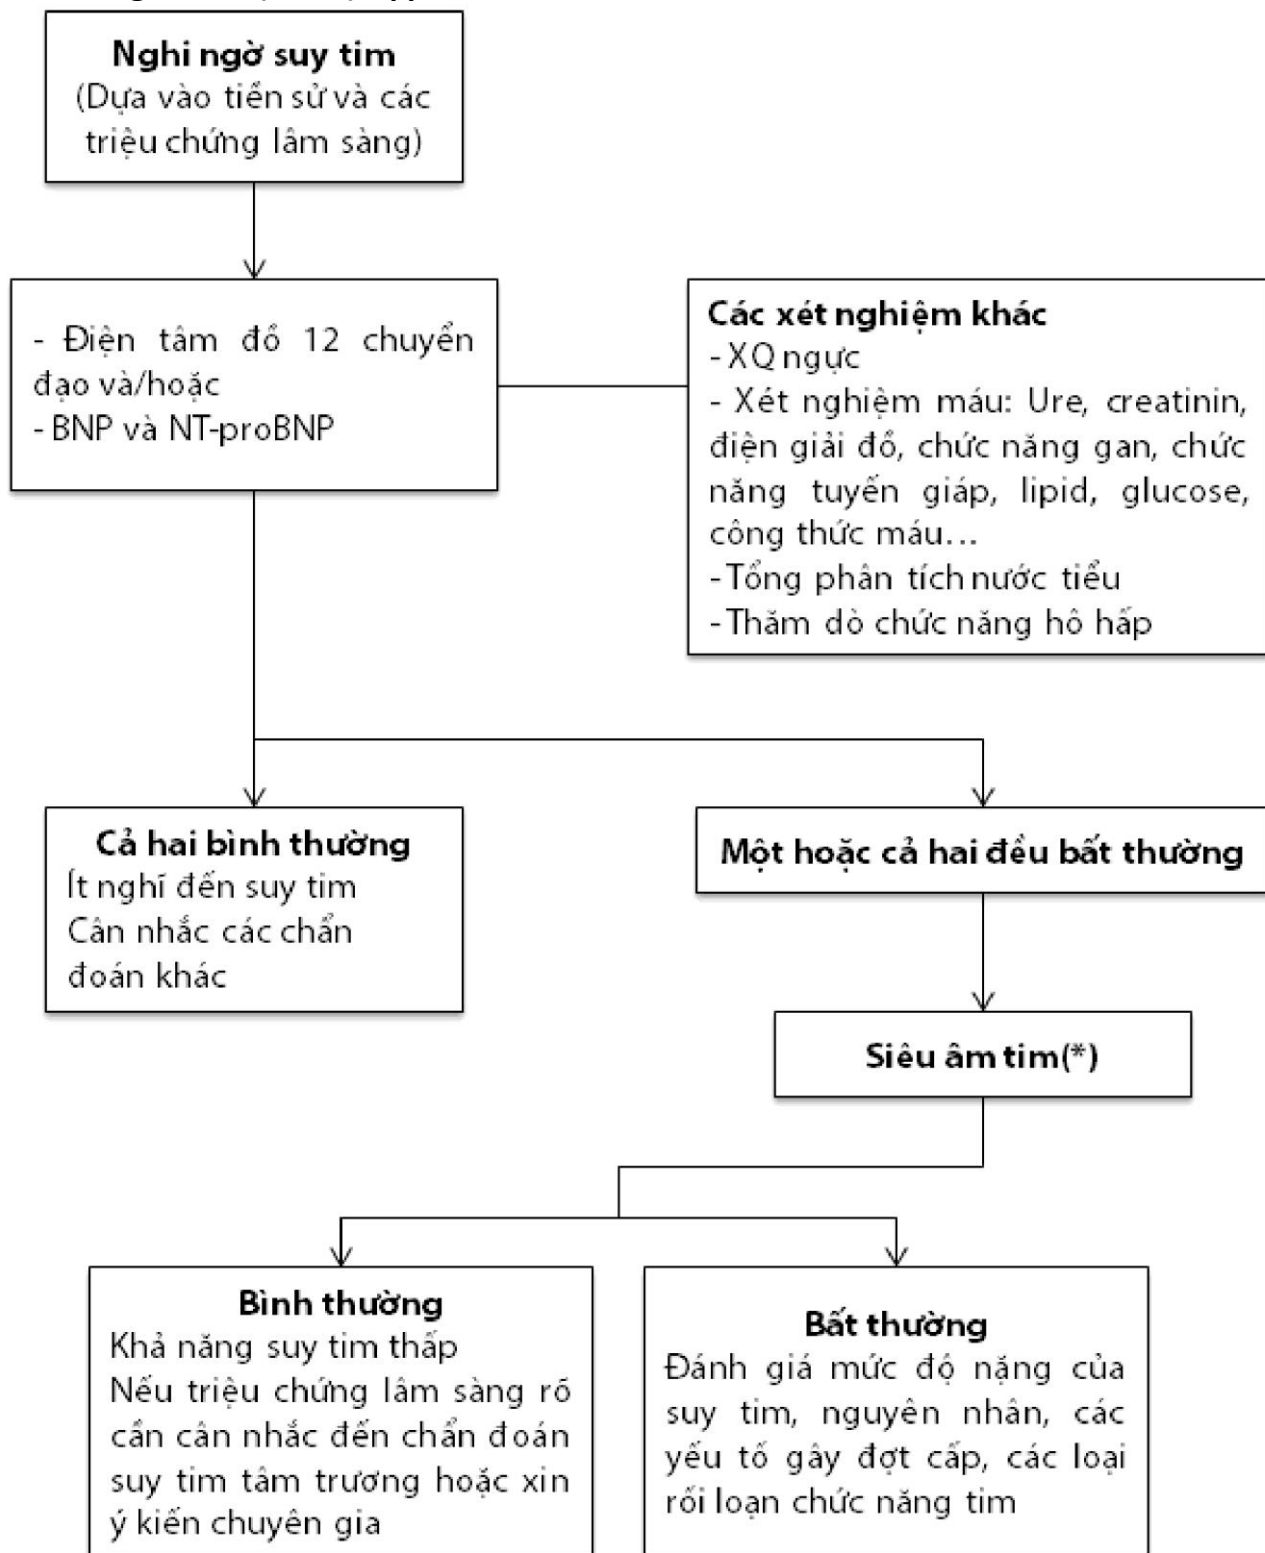 Nghi ngờ suy tim
(Dựa vào tiền sử và các
triệu chứng lâm sàng)
- Điện tâm đồ 12 chuyển
đạo và/hoặc
- BNP và NT-proBNP
Các xét nghiệm khác
- XQ ngực
- Xét nghiệm máu: Ure, creatinin,
điện giải đồ, chức năng gan, chức
năng tuyến giáp, lipid, glucose,
công thức máu...
- Tổng phân tích nước tiểu
- Thăm dò chức năng hô hấp
Cả hai bình thường
Ít nghĩ đến suy tim
Cân nhắc các chẩn
đoán khác
Một hoặc cả hai đều bất thường
Siêu âm tim(*)
Bình thường
Khả năng suy tim thấp
Nếu triệu chứng lâm sàng rõ
cần cân nhắc đến chẩn đoán
suy tim tâm trương hoặc xin
ý kiến chuyên gia
Bất thường
Đánh giá mức độ nặng của
suy tim, nguyên nhân, các
yếu tố gây đợt cấp, các loại
rối loạn chức năng tim